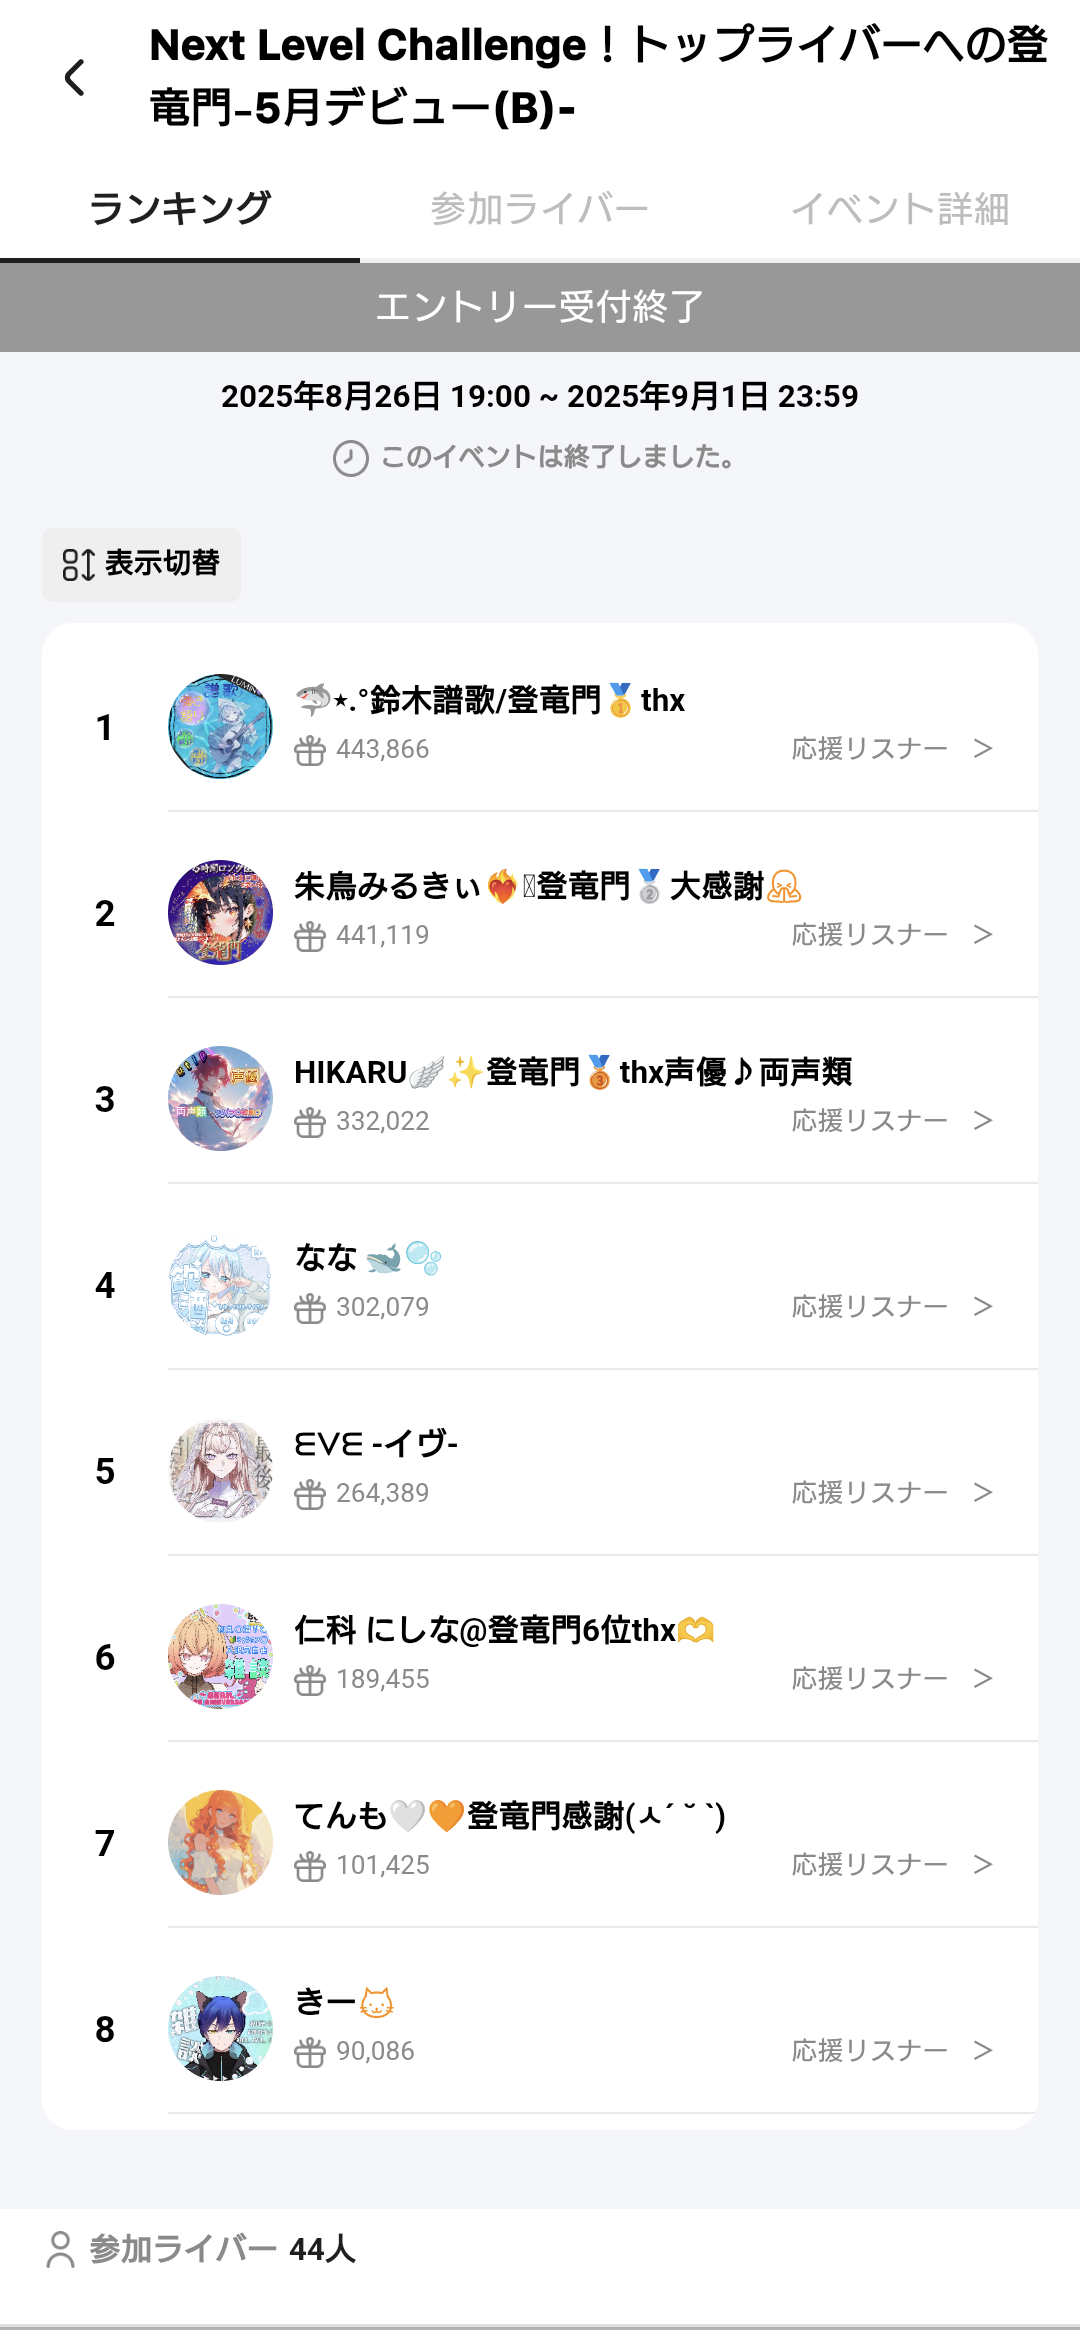 Next Level Challenge！トップライバーへの登
竜門-5月デビュー(B)-
ランキング 参加ライバー イベント詳細
エントリー受付終了
2025年8月26日 19:00 ~ 2025年9月1日 23:59
このイベントは終了しました。
表示切替
1
🦈⋆.°鈴木譜歌/登竜門🥇thx
443,866 応援リスナー >
2
朱鳥みるきぃ❤️‍🔥登竜門🥈大感謝🙏
441,119 応援リスナー >
3
HIKARU🪽✨登竜門🥉thx声優♪両声類
332,022 応援リスナー >
4
なな🐋🫧
302,079 応援リスナー >
5
ᕮᐯᕮ -イヴ-
264,389 応援リスナー >
6
仁科 にしな@登竜門6位thx🫶
189,455 応援リスナー >
7
てんも🤍🧡登竜門感謝(ㅅ´ ˘ `)
101,425 応援リスナー >
8
きー🐱
90,086 応援リスナー >
参加ライバー 44人